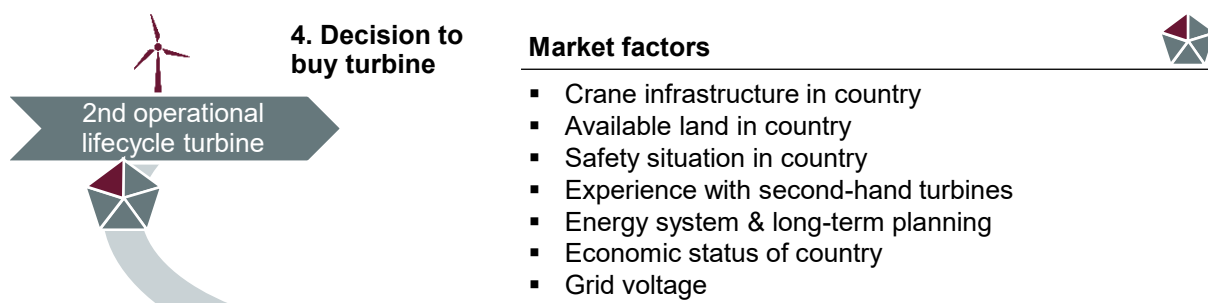 4. Decision to
buy turbine
2nd operational
lifecycle turbine
Market factors
▪ Crane infrastructure in country
▪ Available land in country
▪ Safety situation in country
▪ Experience with second-hand turbines
▪ Energy system & long-term planning
▪ Economic status of country
▪ Grid voltage